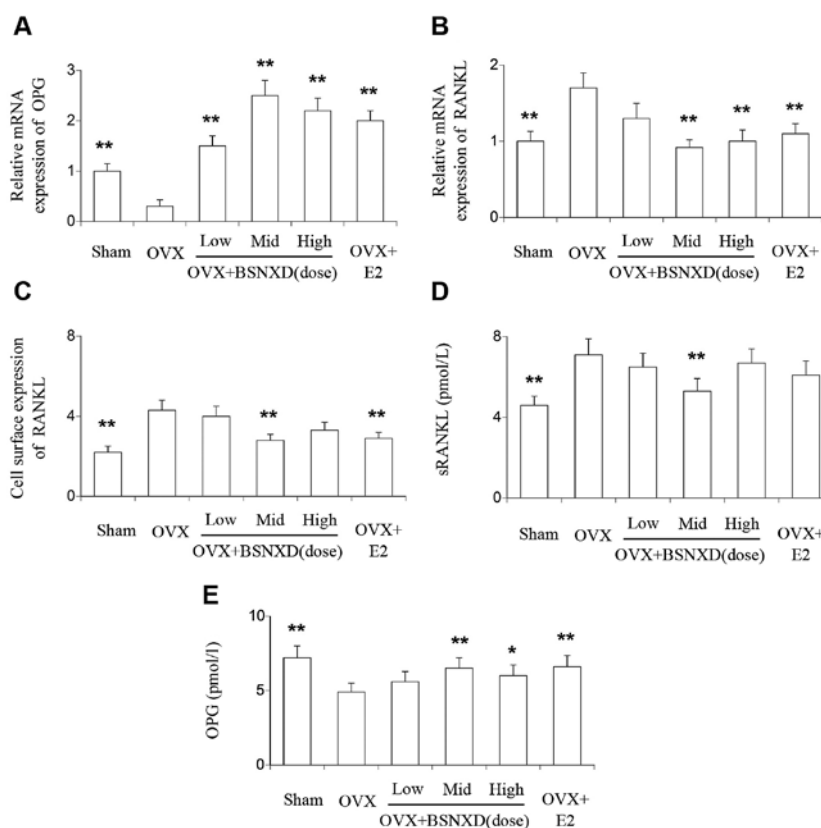 A
Relative mRNA
expression of OPG
3
2
1
0
**
**
**
**
**
Sham
OVX
Low
Mid
High
OVX+BSNXD(dose)
OVX+
E2
B
Relative mRNA
expression of RANKL
2
1
0
**
**
**
**
Sham
OVX
Low
Mid
High
OVX+BSNXD(dose)
OVX+
E2
C
Cell surface expression
of RANKL
8
4
0
**
**
**
Sham
OVX
Low
Mid
High
OVX+BSNXD(dose)
OVX+
E2
D
sRANKL (pmol/L)
8
4
0
**
**
Sham
OVX
Low
Mid
High
OVX+BSNXD(dose)
OVX+
E2
E
OPG (pmol/l)
10
5
0
**
**
*
**
Sham
OVX
Low
Mid
High
OVX+BSNXD(dose)
OVX+
E2